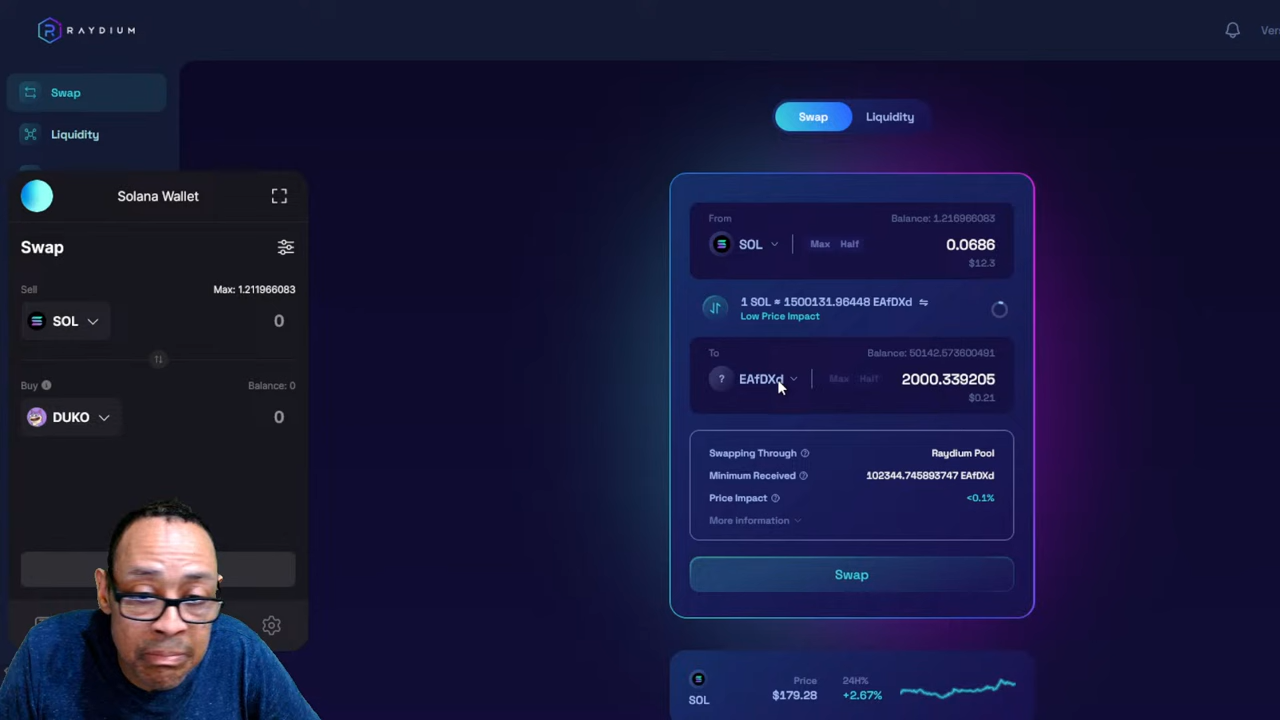 RAYDIUM
Ver
Swap
Liquidity
Swap
Liquidity
Solana Wallet
Swap
Sell
Max: 1.211966083
SOL
0
Buy
Balance: 0
DUKO
0
From
Balance: 1.216966083
SOL
Max
Half
0.0686
$12.3
1 SOL ≈ 1500131.96448 EAfDXd
Low Price Impact
To
Balance: 50142.573600491
? EAfDXd
Max
Half
2000.339205
$0.21
Swapping Through
Raydium Pool
Minimum Received
102344.745893747 EAfDXd
Price Impact
<0.1%
More information
Swap
SOL
Price
$179.28
24H%
+2.67%